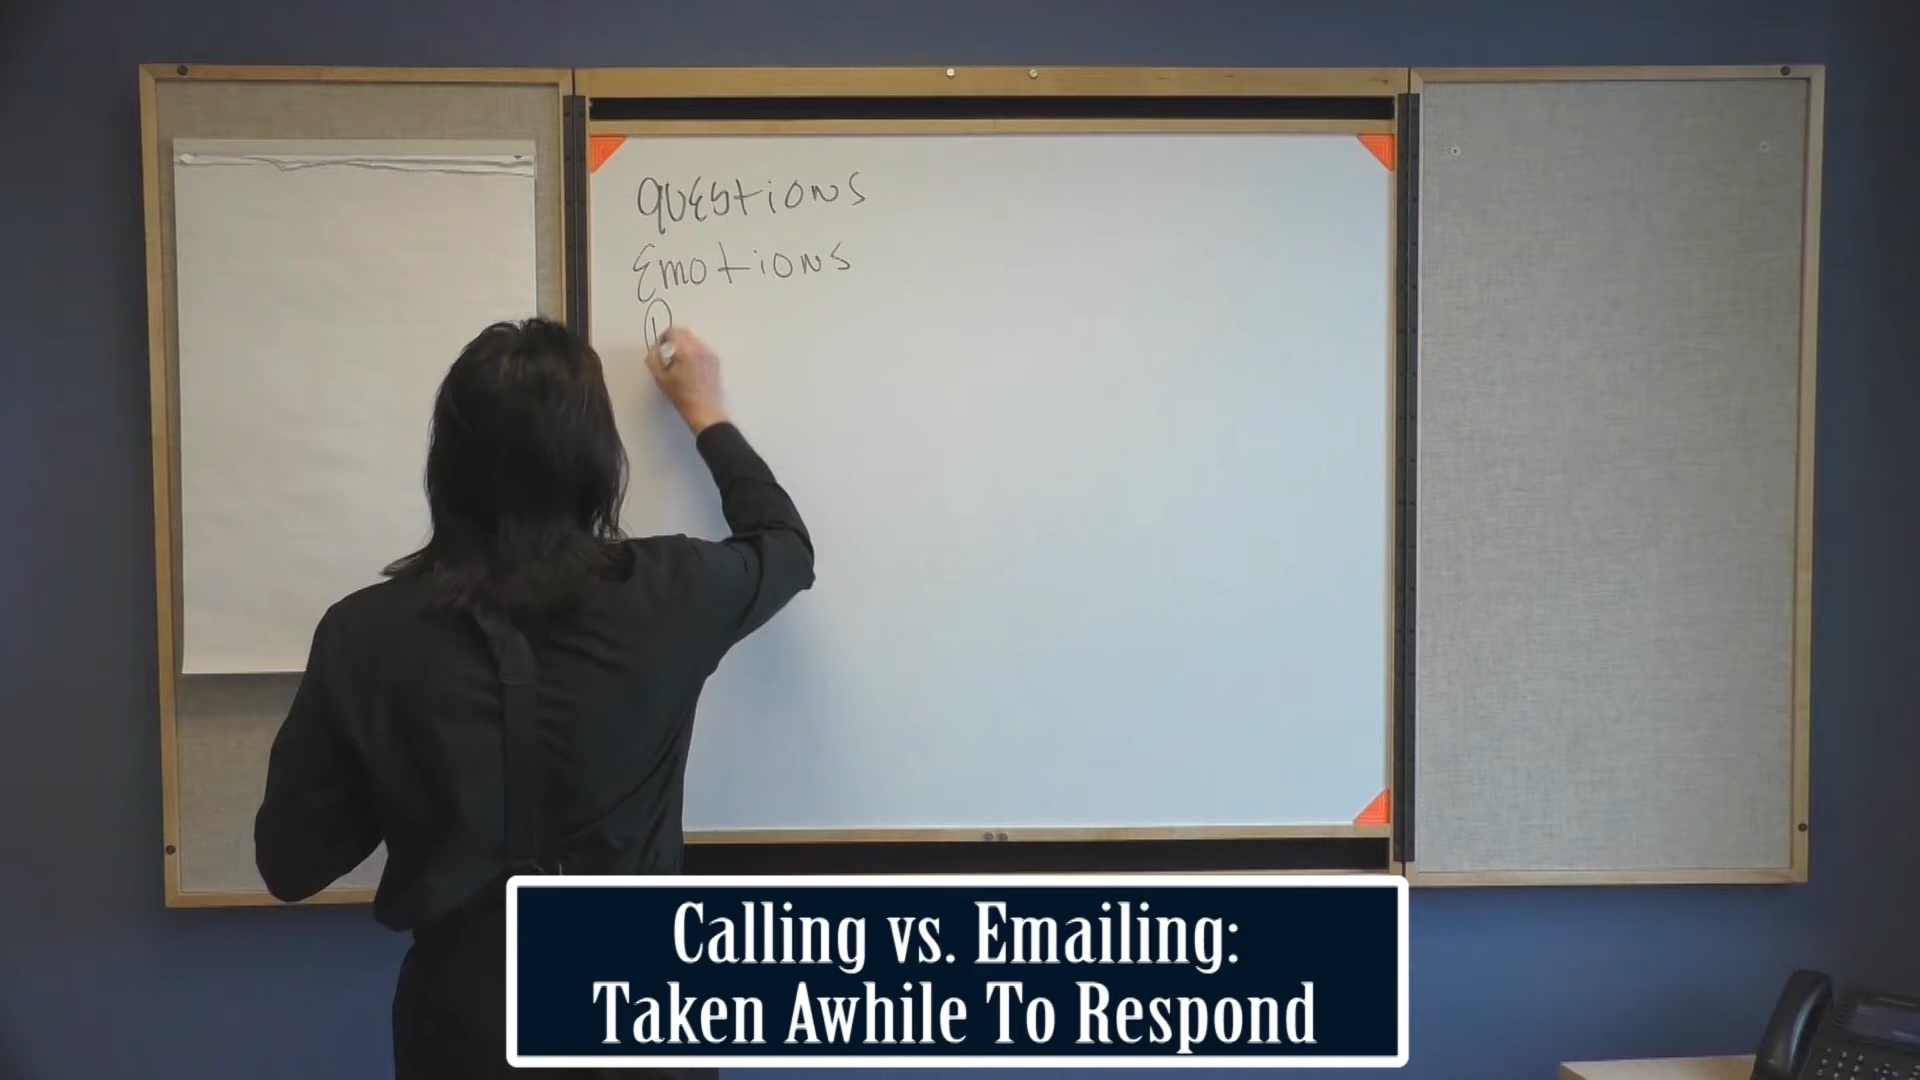 Questions
Emotions
Calling vs. Emailing:
Taken Awhile To Respond